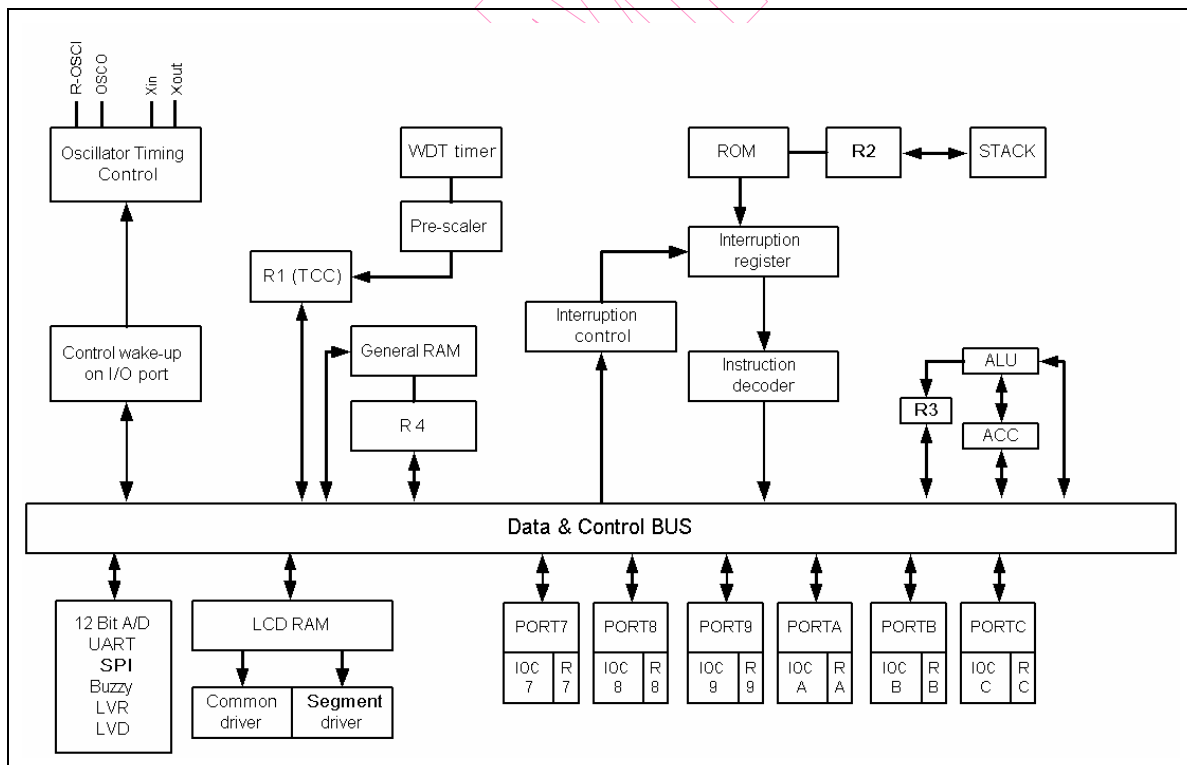 R-OSCI
OSCO
Xin
Xout
Oscillator Timing
Control
WDT timer
Pre-scaler
R1 (TCC)
ROM
R2
STACK
Interruption
register
Interruption
control
Instruction
decoder
Control wake-up
on I/O port
General RAM
R 4
ALU
R3
ACC
Data & Control BUS
12 Bit A/D
UART
SPI
Buzzy
LVR
LVD
LCD RAM
Common
driver
Segment
driver
PORT7
IOC
7
R
7
PORT8
IOC
8
R
8
PORT9
IOC
9
R
9
PORTA
IOC
A
R
A
PORTB
IOC
B
R
B
PORTC
IOC
C
R
C